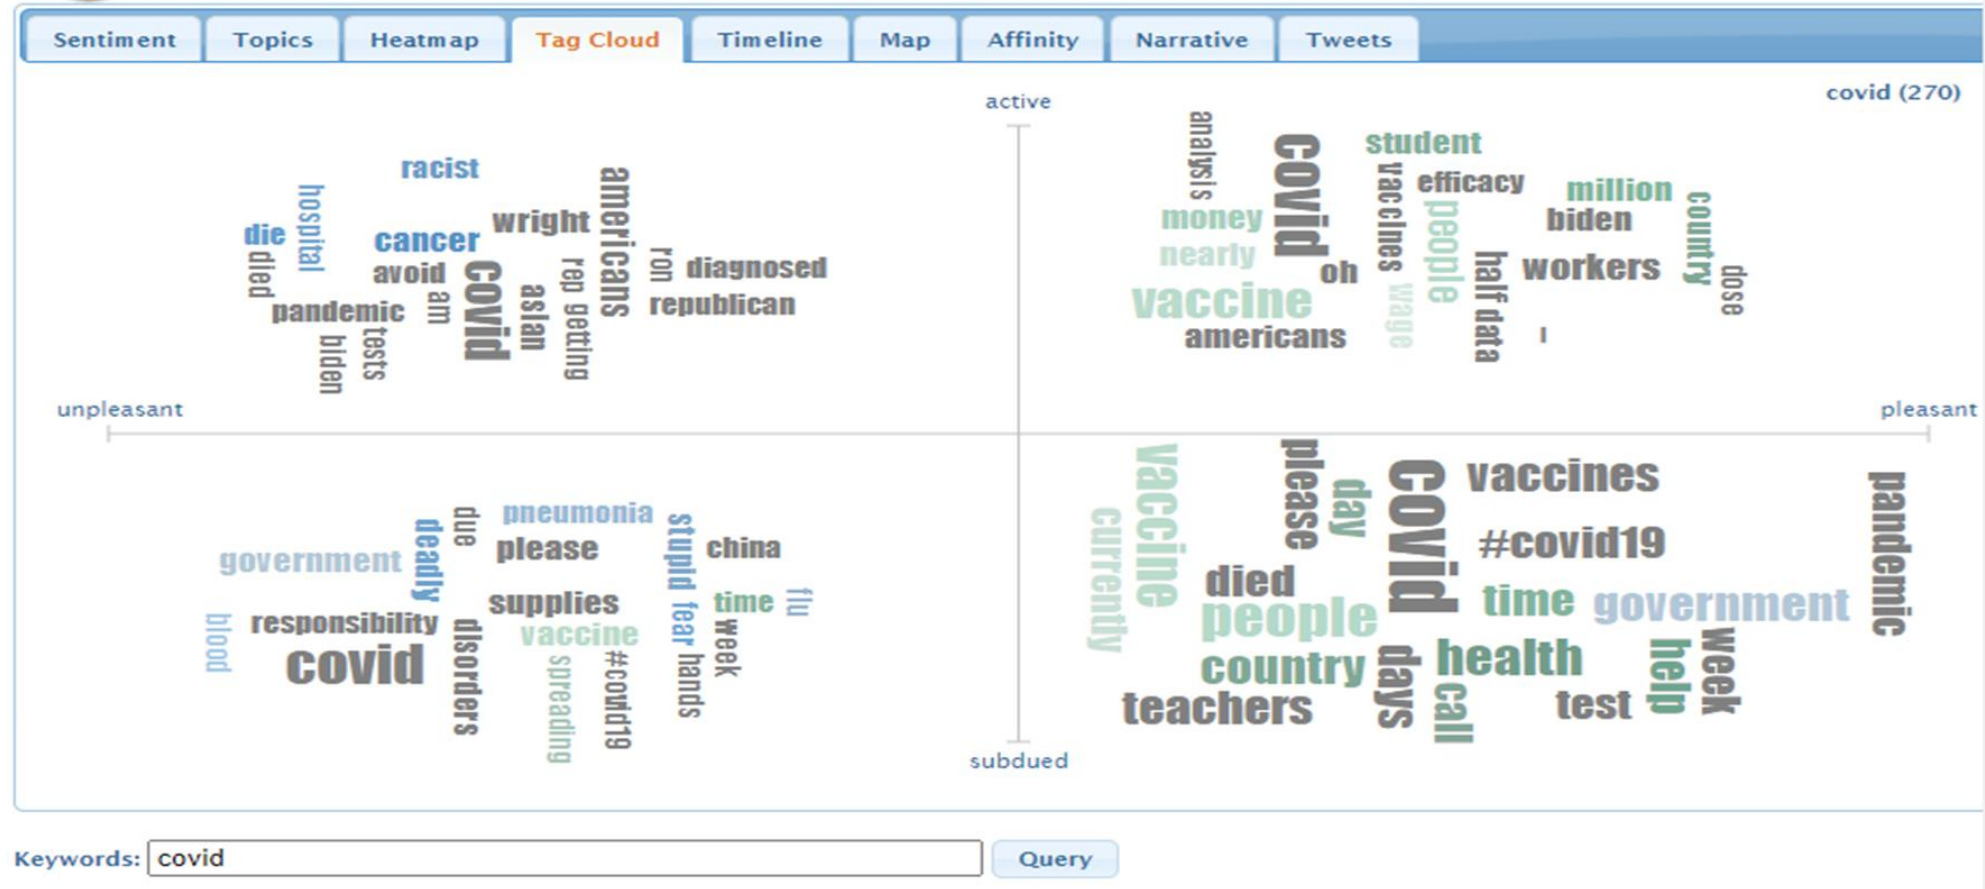 Sentiment Topics Heatmap Tag Cloud Timeline Map Affinity Narrative Tweets
covid (270)
active
racist
hospital
americans
wright
die
cancer
died
avoid
covid
ron
diagnosed
rep
am
asian
republican
pandemic
getting
tests
biden
analysis
covid
student
vaccines
efficacy
million
country
money
people
biden
nearly
half
workers
oh
dose
vaccine
wage
data
americans
I
unpleasant
pleasant
due
pneumonia
deadly
please
stupid
china
government
supplies
time
flu
fear
blood
responsibility
disorders
vaccine
week
covid
spreading
#covid19
hands
vaccine
please
day
covid
vaccines
pandemic
currently
#covid19
died
people
time
government
country
days
health
help
week
teachers
call
test
subdued
Keywords: covid Query